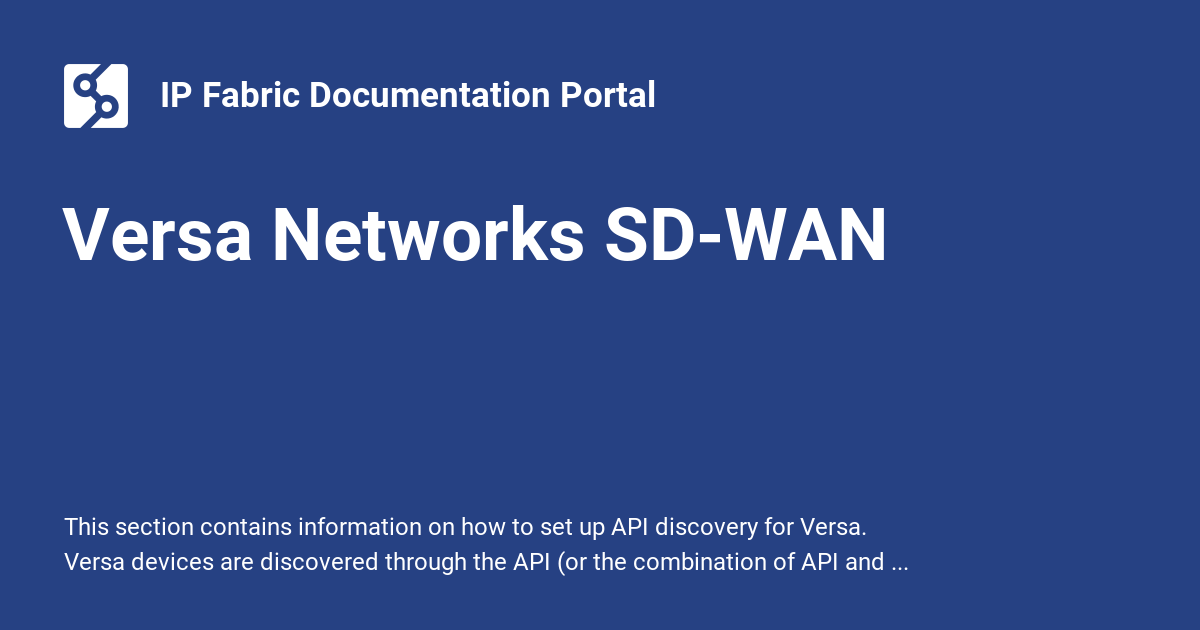 IP Fabric Documentation Portal
Versa Networks SD-WAN
This section contains information on how to set up API discovery for Versa.
Versa devices are discovered through the API (or the combination of API and ...